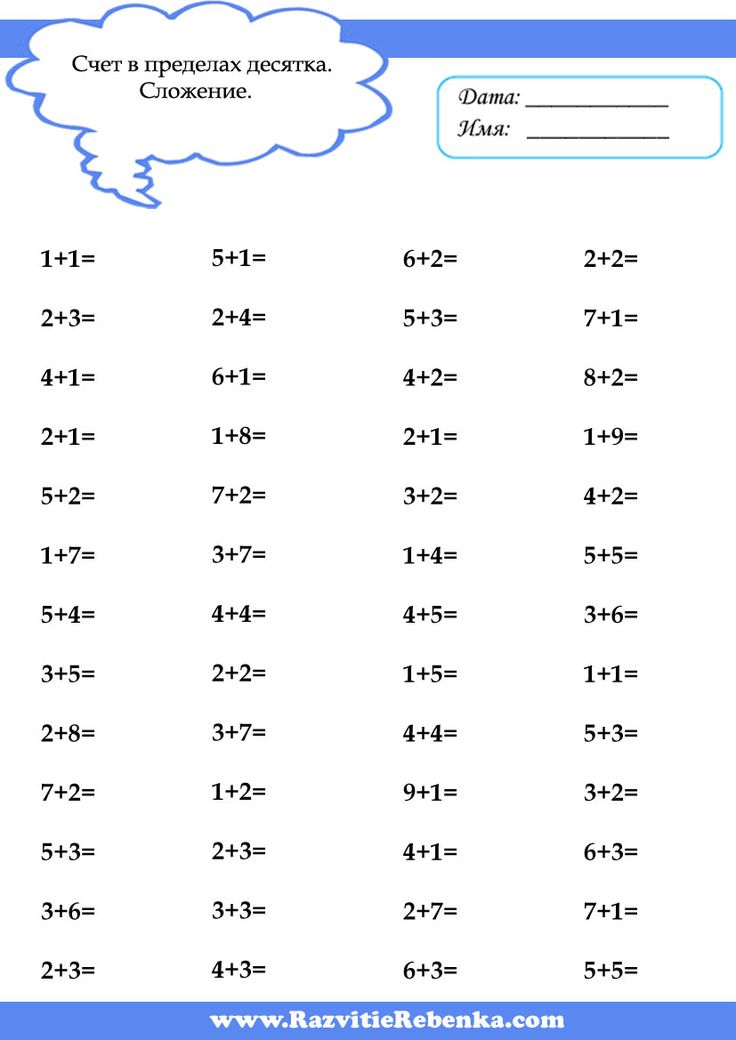 Счет в пределах десятка.
Сложение.
Дата: ___________
Имя: ___________
1+1= 5+1= 6+2= 2+2=
2+3= 2+4= 5+3= 7+1=
4+1= 6+1= 4+2= 8+2=
2+1= 1+8= 2+1= 1+9=
5+2= 7+2= 3+2= 4+2=
1+7= 3+7= 1+4= 5+5=
5+4= 4+4= 4+5= 3+6=
3+5= 2+2= 1+5= 1+1=
2+8= 3+7= 4+4= 5+3=
7+2= 1+2= 9+1= 3+2=
5+3= 2+3= 4+1= 6+3=
3+6= 3+3= 2+7= 7+1=
2+3= 4+3= 6+3= 5+5=
www.RazvitieRebenka.com